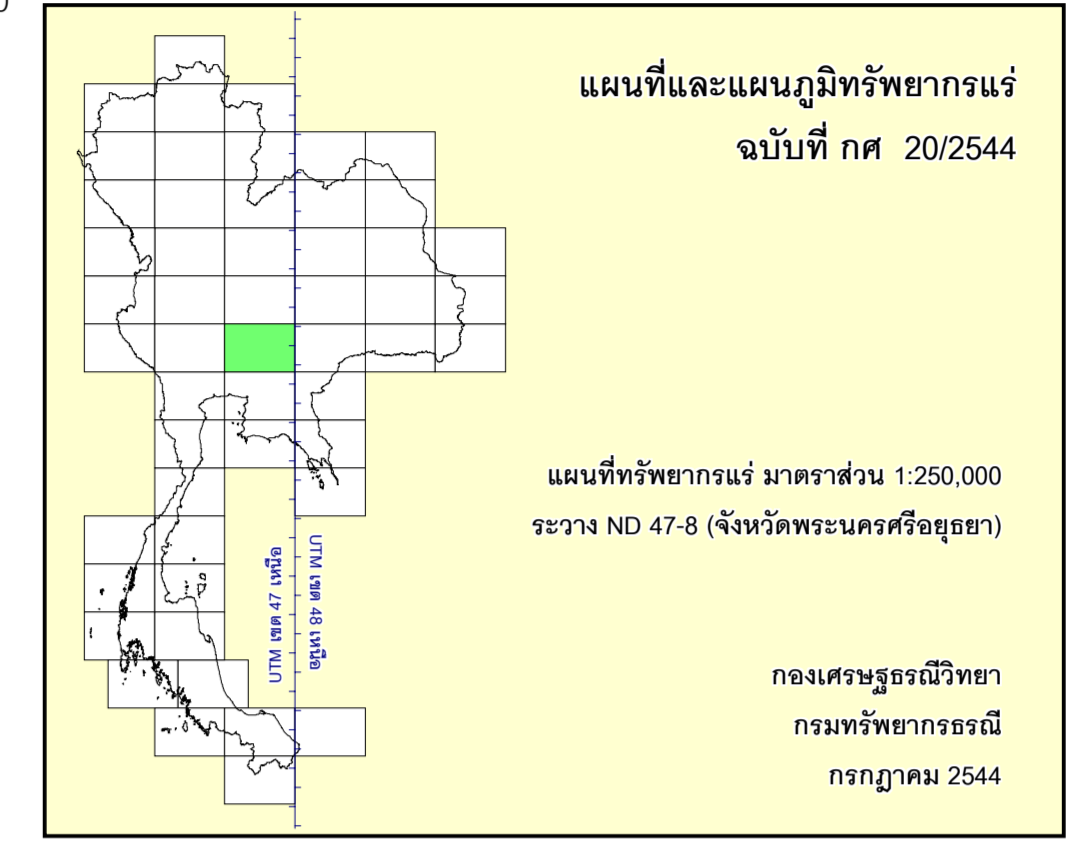 แผนที่และแผนภูมิทรัพยากรแร่
ฉบับที่ กศ 20/2544
แผนที่ทรัพยากรแร่ มาตราส่วน 1:250,000
ระวาง ND 47-8 (จังหวัดพระนครศรีอยุธยา)
UTM เขต 47 เหนือ
UTM เขต 48 เหนือ
กองเศรษฐธรณีวิทยา
กรมทรัพยากรธรณี
กรกฎาคม 2544